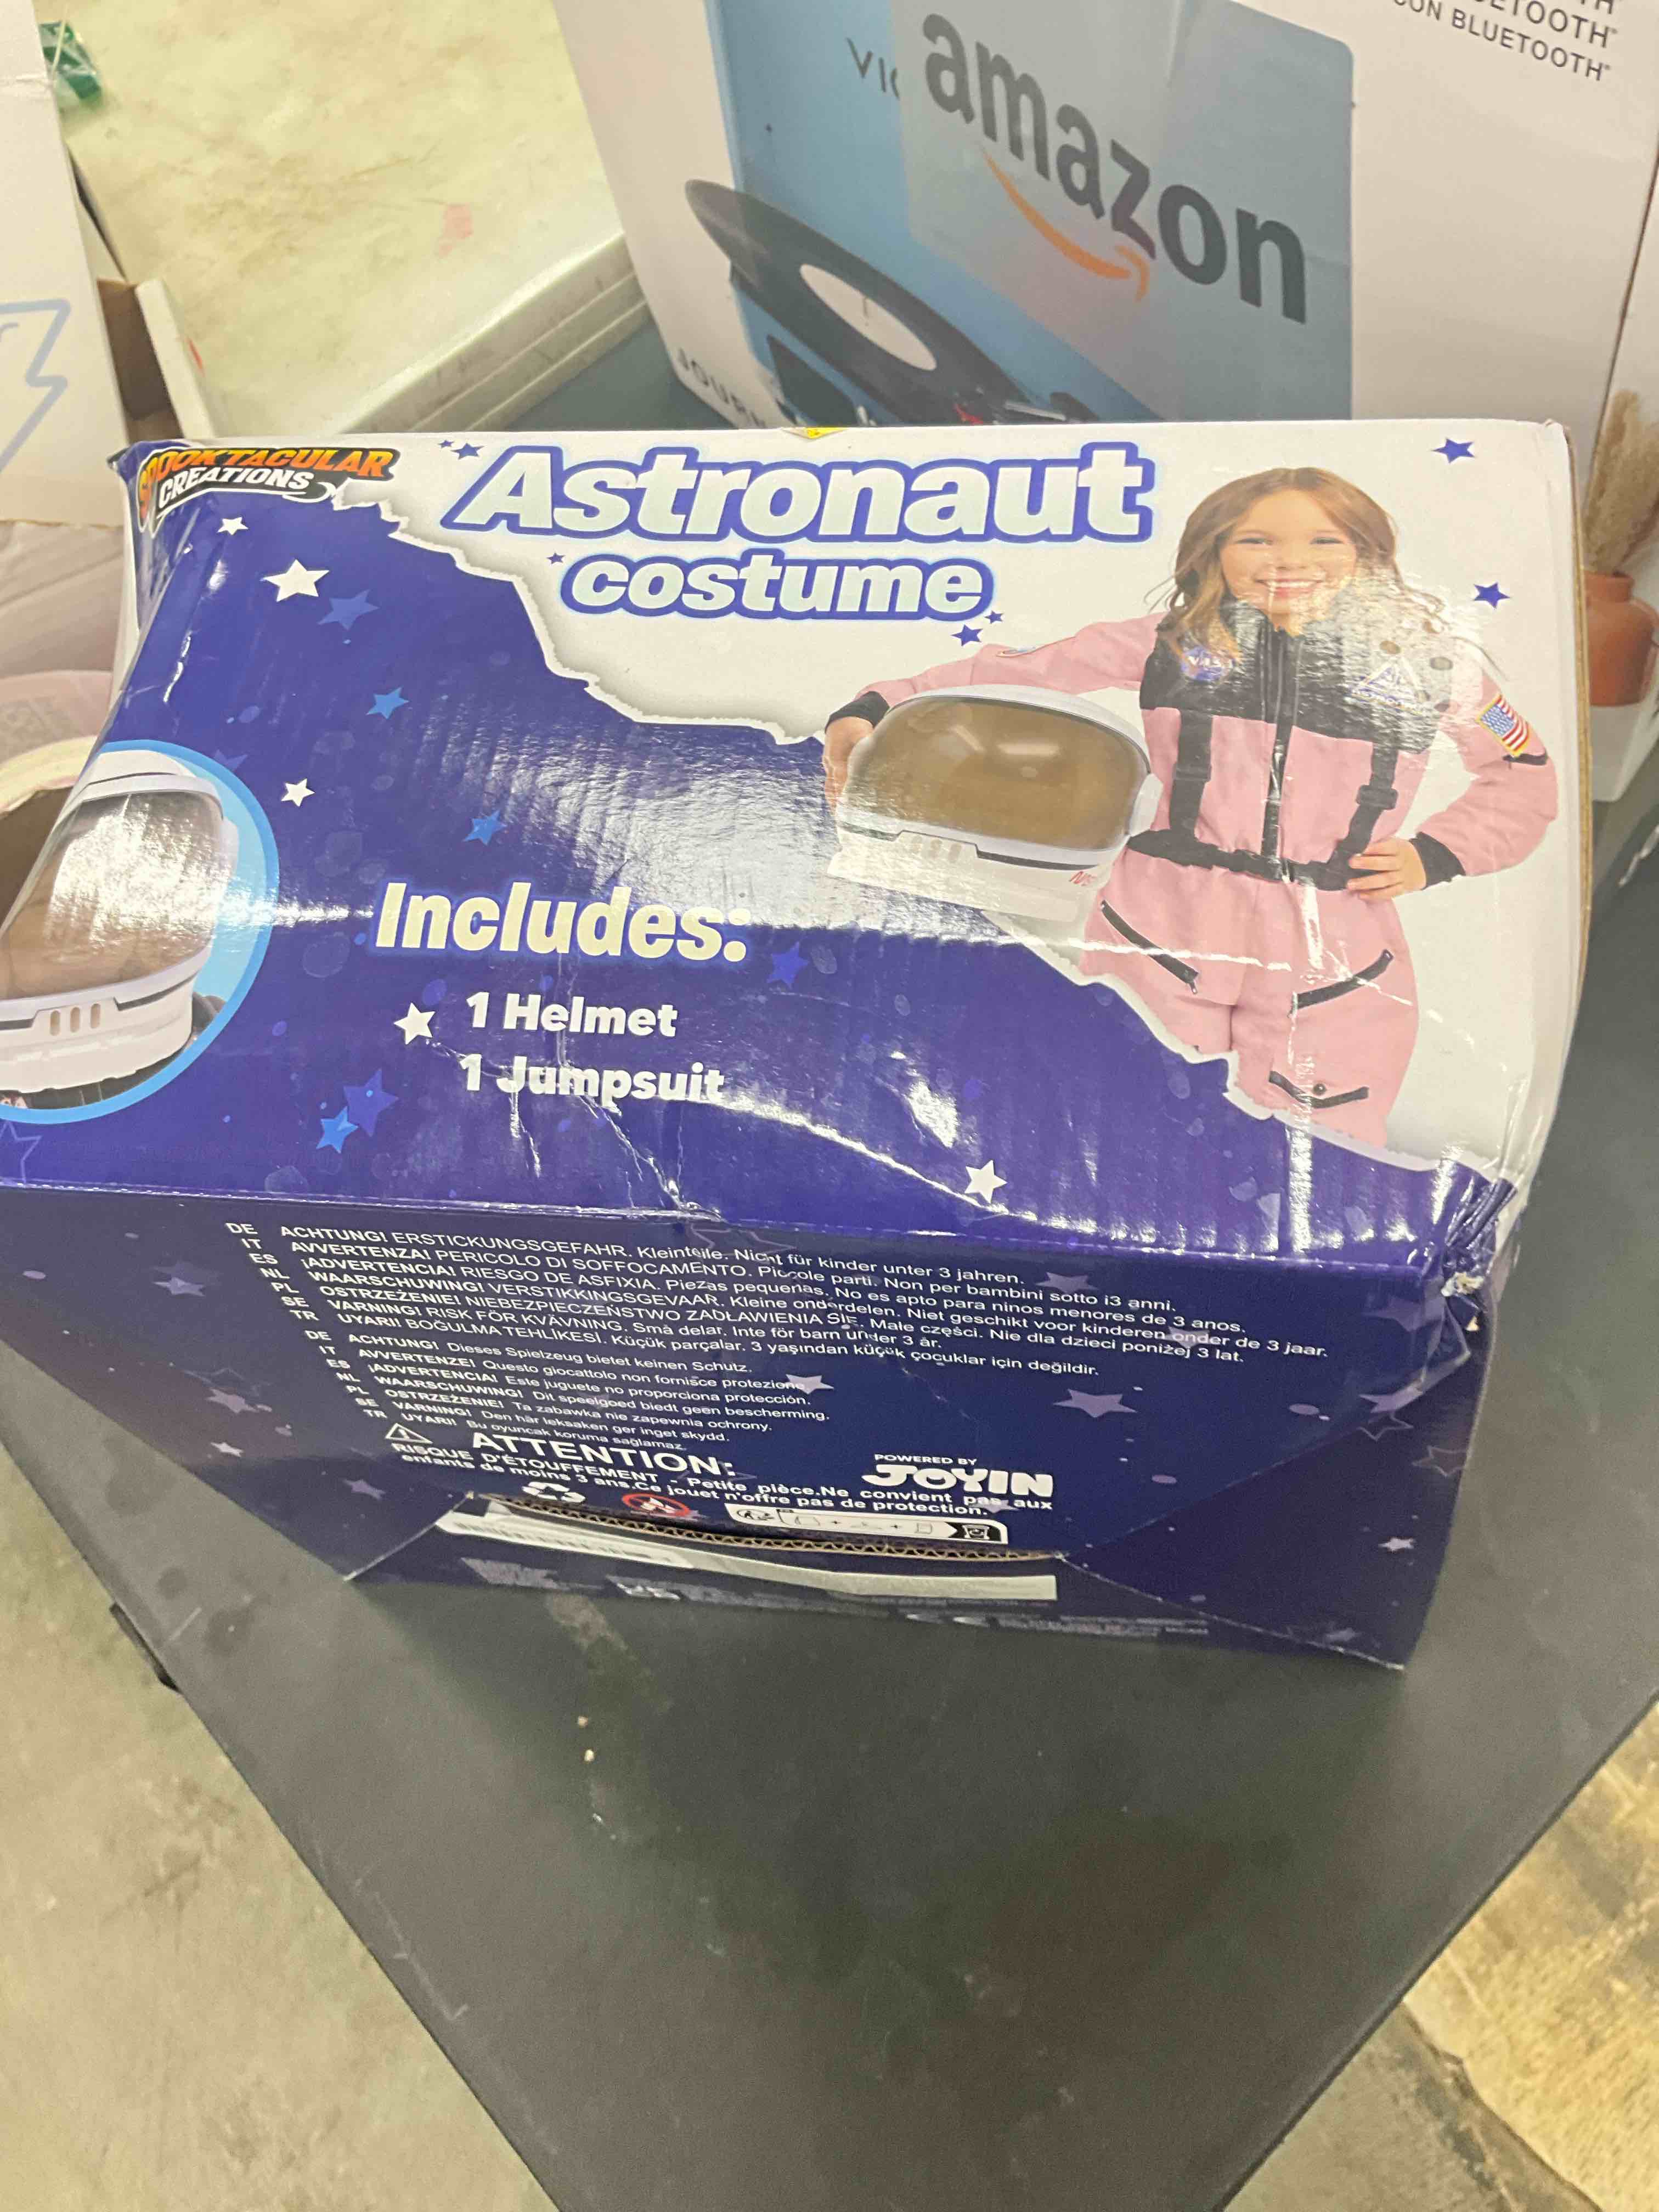 CON BLUETOOTH®
amazon
SPOOKTACULAR
CREATIONS
Astronaut
costume
Includes:
1 Helmet
1 Jumpsuit
DE ACHTUNG! ERSTICKUNGSGEFAHR. Kleinteile. Nicht für kinder unter 3 jahren.
IT AVVERTENZA! PERICOLO DI SOFFOCAMENTO. Piccole parti. Non per bambini sotto i3 anni.
ES ¡ADVERTENCIA! RIESGO DE ASFIXIA. Piezas pequerlas. No es apto para ninos menores de 3 anos.
NL WAARSCHUWING! VERSTIKKINGSGEVAAR. Kleine onderdelen. Niet geschikt voor kinderen onder de 3 jaar.
PL OSTRZEŻENIE! NIEBEZPIECZEŃSTWO ZADŁAWIENIA SIĘ. Male części. Nie dla dzieci poniżej 3 lat.
SE VARNING! RISK FÖR KVÄVNING. Små delar. Inte för barn under 3 år.
TR UYARI! BOĞULMA TEHLİKESİ. Küçük parçalar. 3 yaşından küçük çocuklar için değildir.
DE ACHTUNG! Dieses Spielzeug bietet keinen Schutz.
IT AVVERTENZE! Questo giocattolo non fornisce protezione.
ES ¡ADVERTENCIA! Este juguete no proporciona protección.
NL WAARSCHUWING! Dit speelgoed biedt geen bescherming.
PL OSTRZEŻENIE! Ta zabawka nie zapewnia ochrony.
SE VARNING! Den här leksaken ger inget skydd.
TR UYARI! Bu oyuncak koruma sağlamaz.
ATTENTION:
RISQUE D'ÉTOUFFEMENT - Petite pièce.Ne convient pas aux
enfants de moins 3 ans.Ce jouet n'offre pas de protection.
POWERED BY
JOYIN